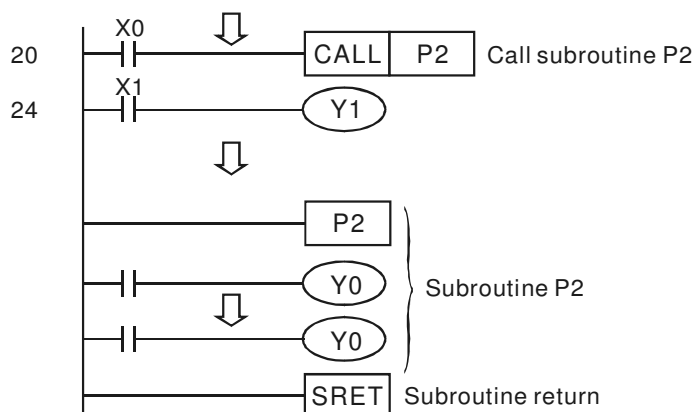 X0
20 CALL P2 Call subroutine P2
X1
24 Y1
P2
Y0
Subroutine P2
Y0
SRET Subroutine return